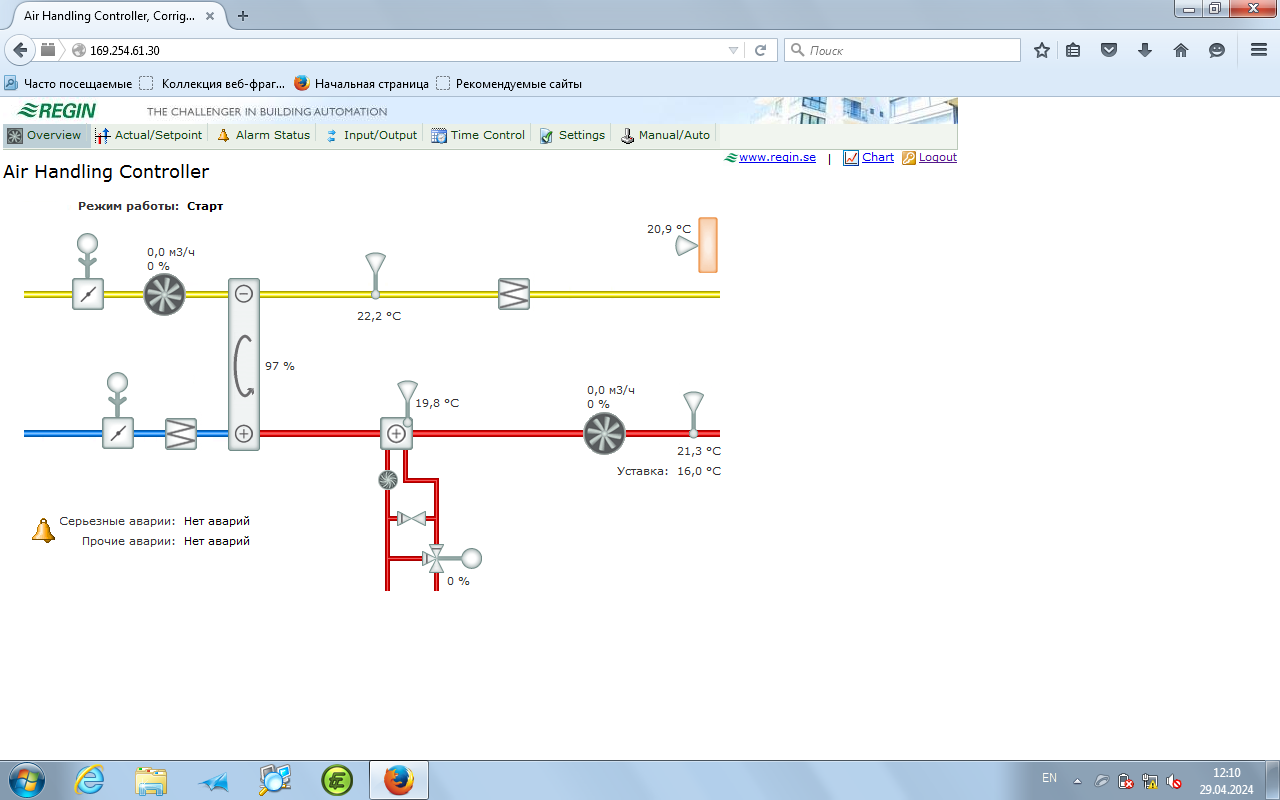 Air Handling Controller, Corrig...
169.254.61.30
Поиск
Часто посещаемые Коллекция веб-фраг... Начальная страница Рекомендуемые сайты
REGIN THE CHALLENGER IN BUILDING AUTOMATION
Overview Actual/Setpoint Alarm Status Input/Output Time Control Settings Manual/Auto
www.regin.se | Chart Logout
Air Handling Controller
Режим работы: Старт
20,9 °C
0,0 м3/ч
0 %
22,2 °C
97 %
0,0 м3/ч
0 %
19,8 °C
21,3 °C
Уставка: 16,0 °C
Серьезные аварии: Нет аварий
Прочие аварии: Нет аварий
0 %
EN
12:10
29.04.2024